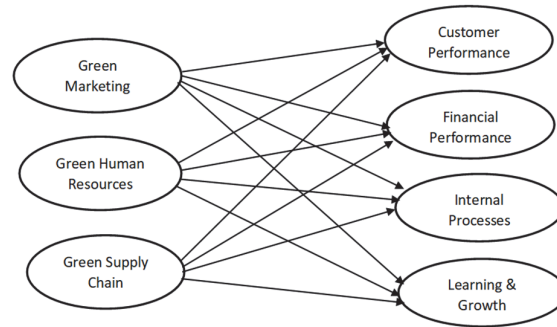 Green
Marketing
Green Human
Resources
Green Supply
Chain
Customer
Performance
Financial
Performance
Internal
Processes
Learning &
Growth